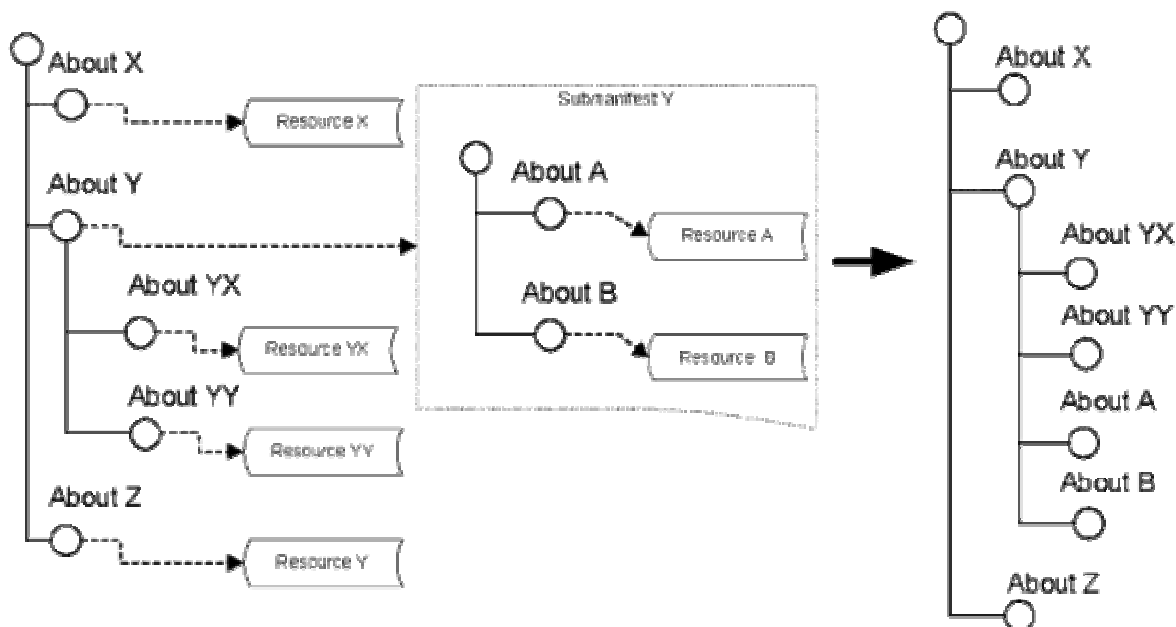 About X
Resource X
About Y
About YX
Resource YX
About YY
Resource YY
About Z
Resource Y
Submanifest Y
About A
Resource A
About B
Resource B
About X
About Y
About YX
About YY
About A
About B
About Z